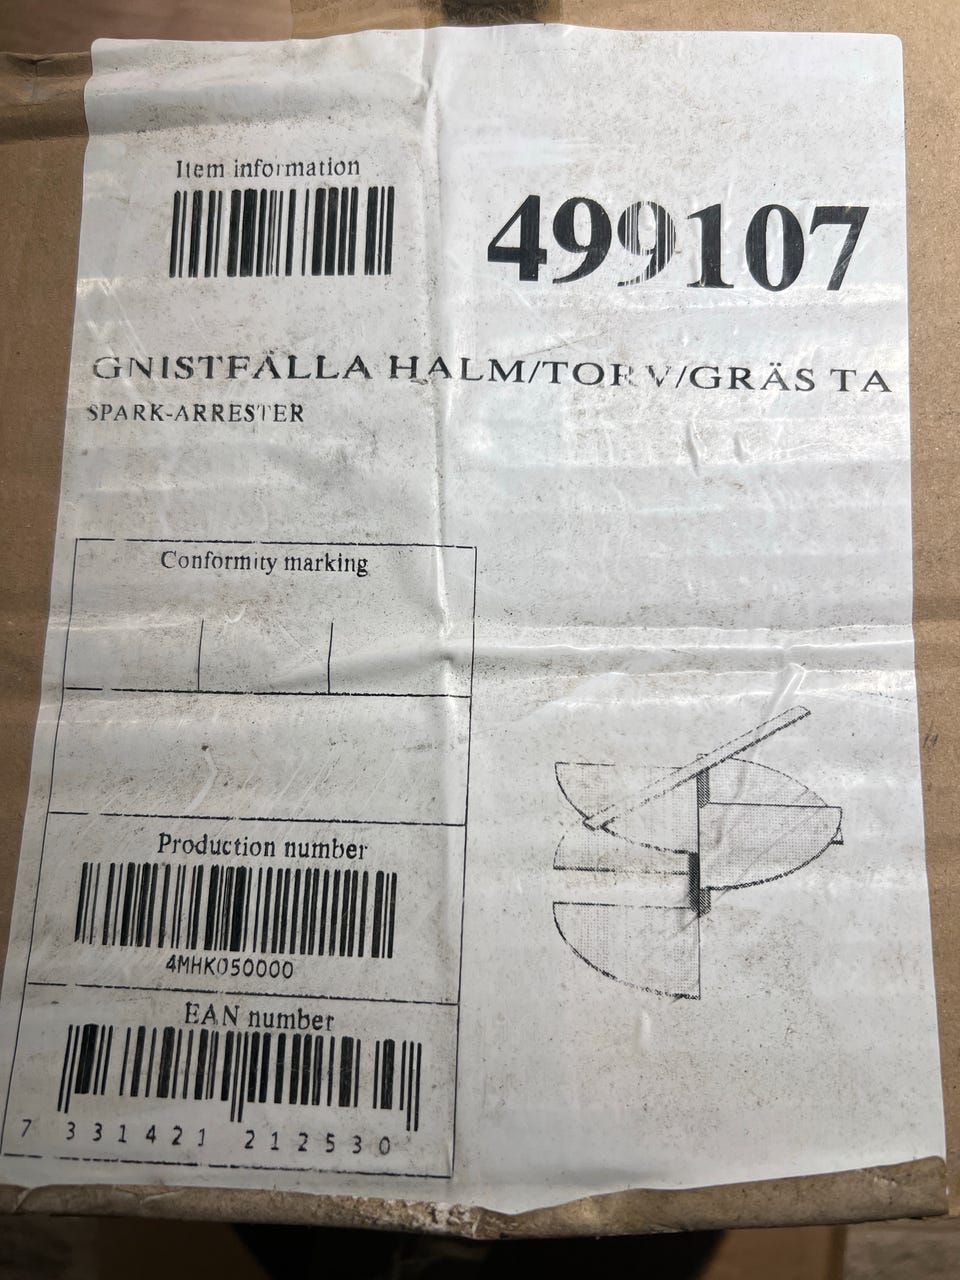 Item information
499107
GNISTFÄLLA HALM/TORV/GRÄS TA
SPARK-ARRESTER
Conformity marking
Production number
4MHK050000
EAN number
7 331421 212530